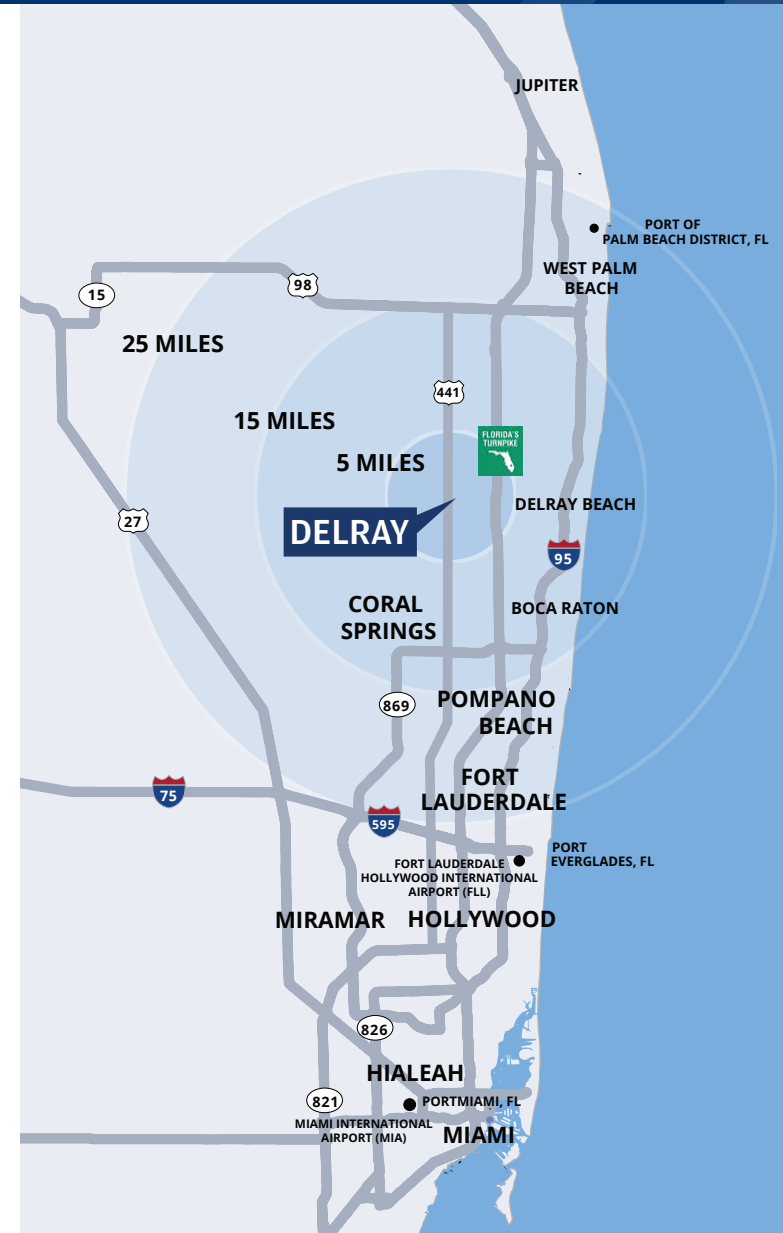 JUPITER
PORT OF
PALM BEACH DISTRICT, FL
WEST PALM
BEACH
98
15
25 MILES
441
15 MILES
FLORIDA'S
TURNPIKE
5 MILES
DELRAY BEACH
27
DELRAY
95
CORAL
SPRINGS
BOCA RATON
869
POMPANO
BEACH
FORT
LAUDERDALE
75
595
PORT
EVERGLADES, FL
FORT LAUDERDALE
HOLLYWOOD INTERNATIONAL
AIRPORT (FLL)
MIRAMAR
HOLLYWOOD
826
HIALEAH
821
PORTMIAMI, FL
MIAMI INTERNATIONAL
AIRPORT (MIA)
MIAMI